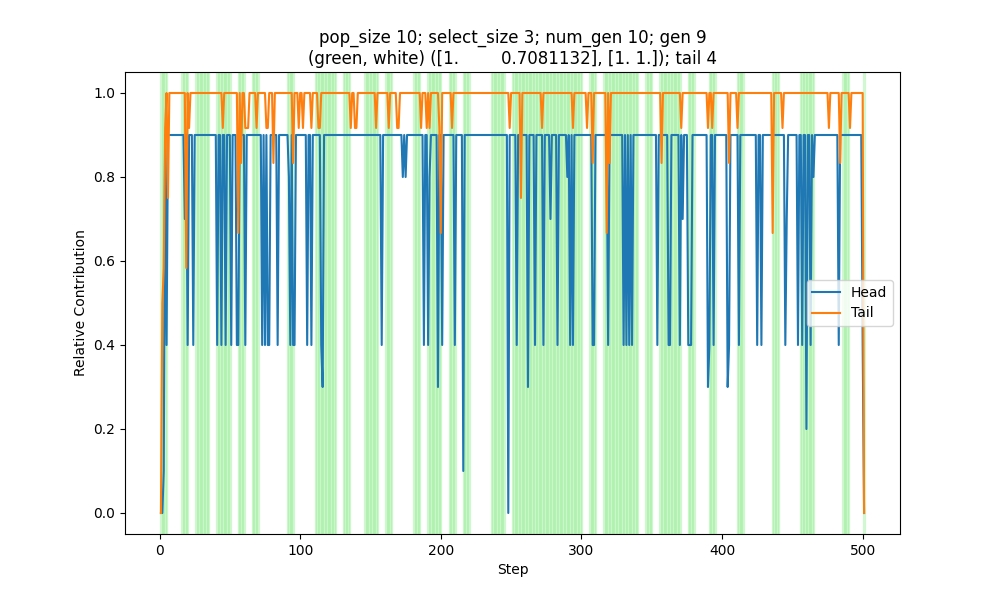 pop_size 10; select_size 3; num_gen 10; gen 9
(green, white) ([1.        0.7081132], [1. 1.]); tail 4
1.0
0.8
0.6
0.4
0.2
0.0
Relative Contribution
Head
Tail
0 100 200 300 400 500
Step